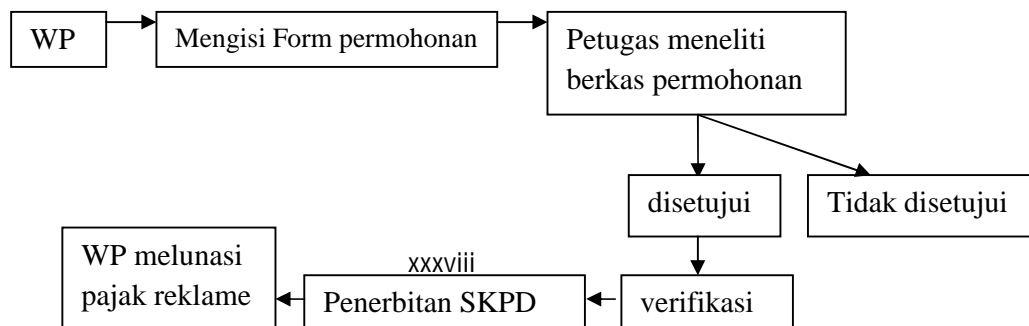 WP
Mengisi Form permohonan
Petugas meneliti
berkas permohonan
disetujui
Tidak disetujui
WP melunasi
pajak reklame
xxxviii
Penerbitan SKPD
verifikasi